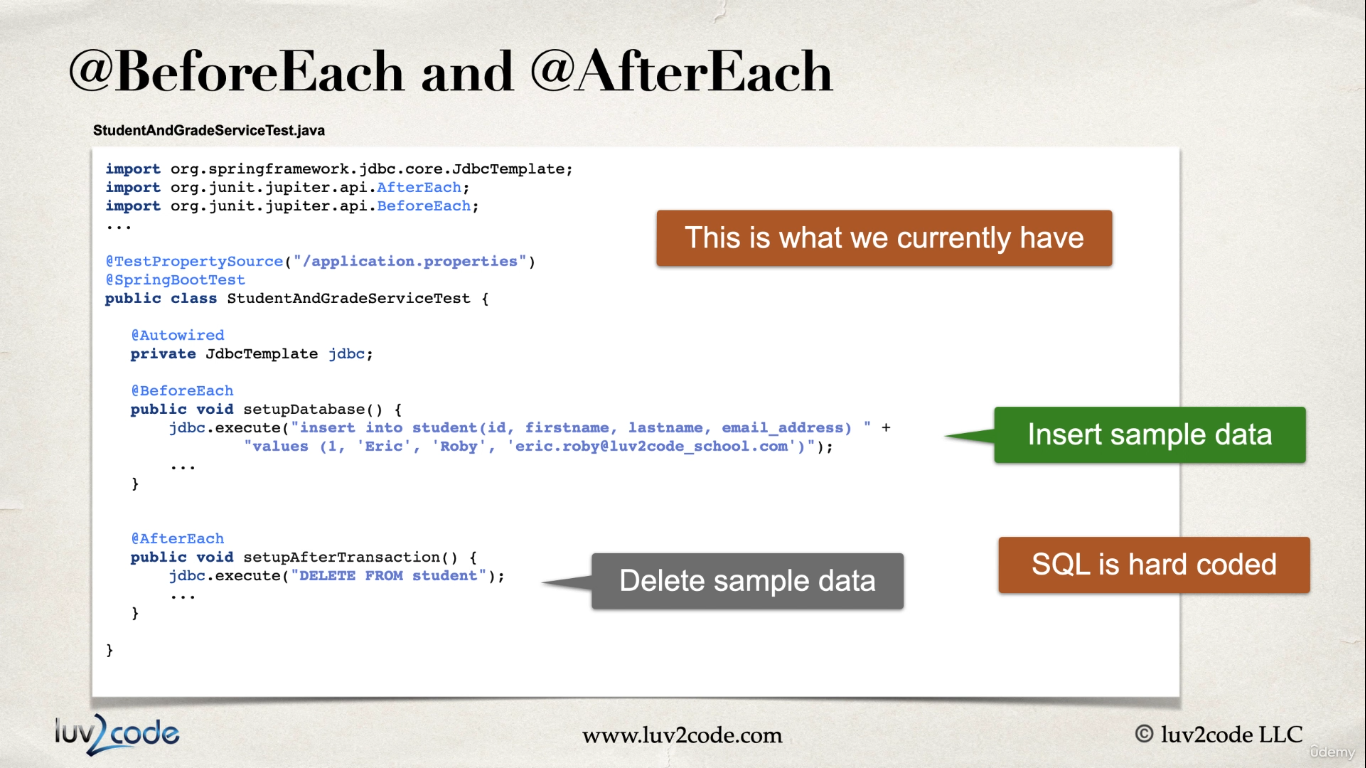 @BeforeEach and @AfterEach
StudentAndGradeServiceTest.java
import org.springframework.jdbc.core.JdbcTemplate;
import org.junit.jupiter.api.AfterEach;
import org.junit.jupiter.api.BeforeEach;
...
This is what we currently have
@TestPropertySource("/application.properties")
@SpringBootTest
public class StudentAndGradeServiceTest {
@Autowired
private JdbcTemplate jdbc;
@BeforeEach
public void setupDatabase() {
jdbc.execute("insert into student(id, firstname, lastname, email_address) " +
"values (1, 'Eric', 'Roby', 'eric.roby@luv2code_school.com')");
...
}
Insert sample data
@AfterEach
public void setupAfterTransaction() {
jdbc.execute("DELETE FROM student");
...
}
Delete sample data
SQL is hard coded
}
luv2code
www.luv2code.com
© luv2code LLC
ûdemy